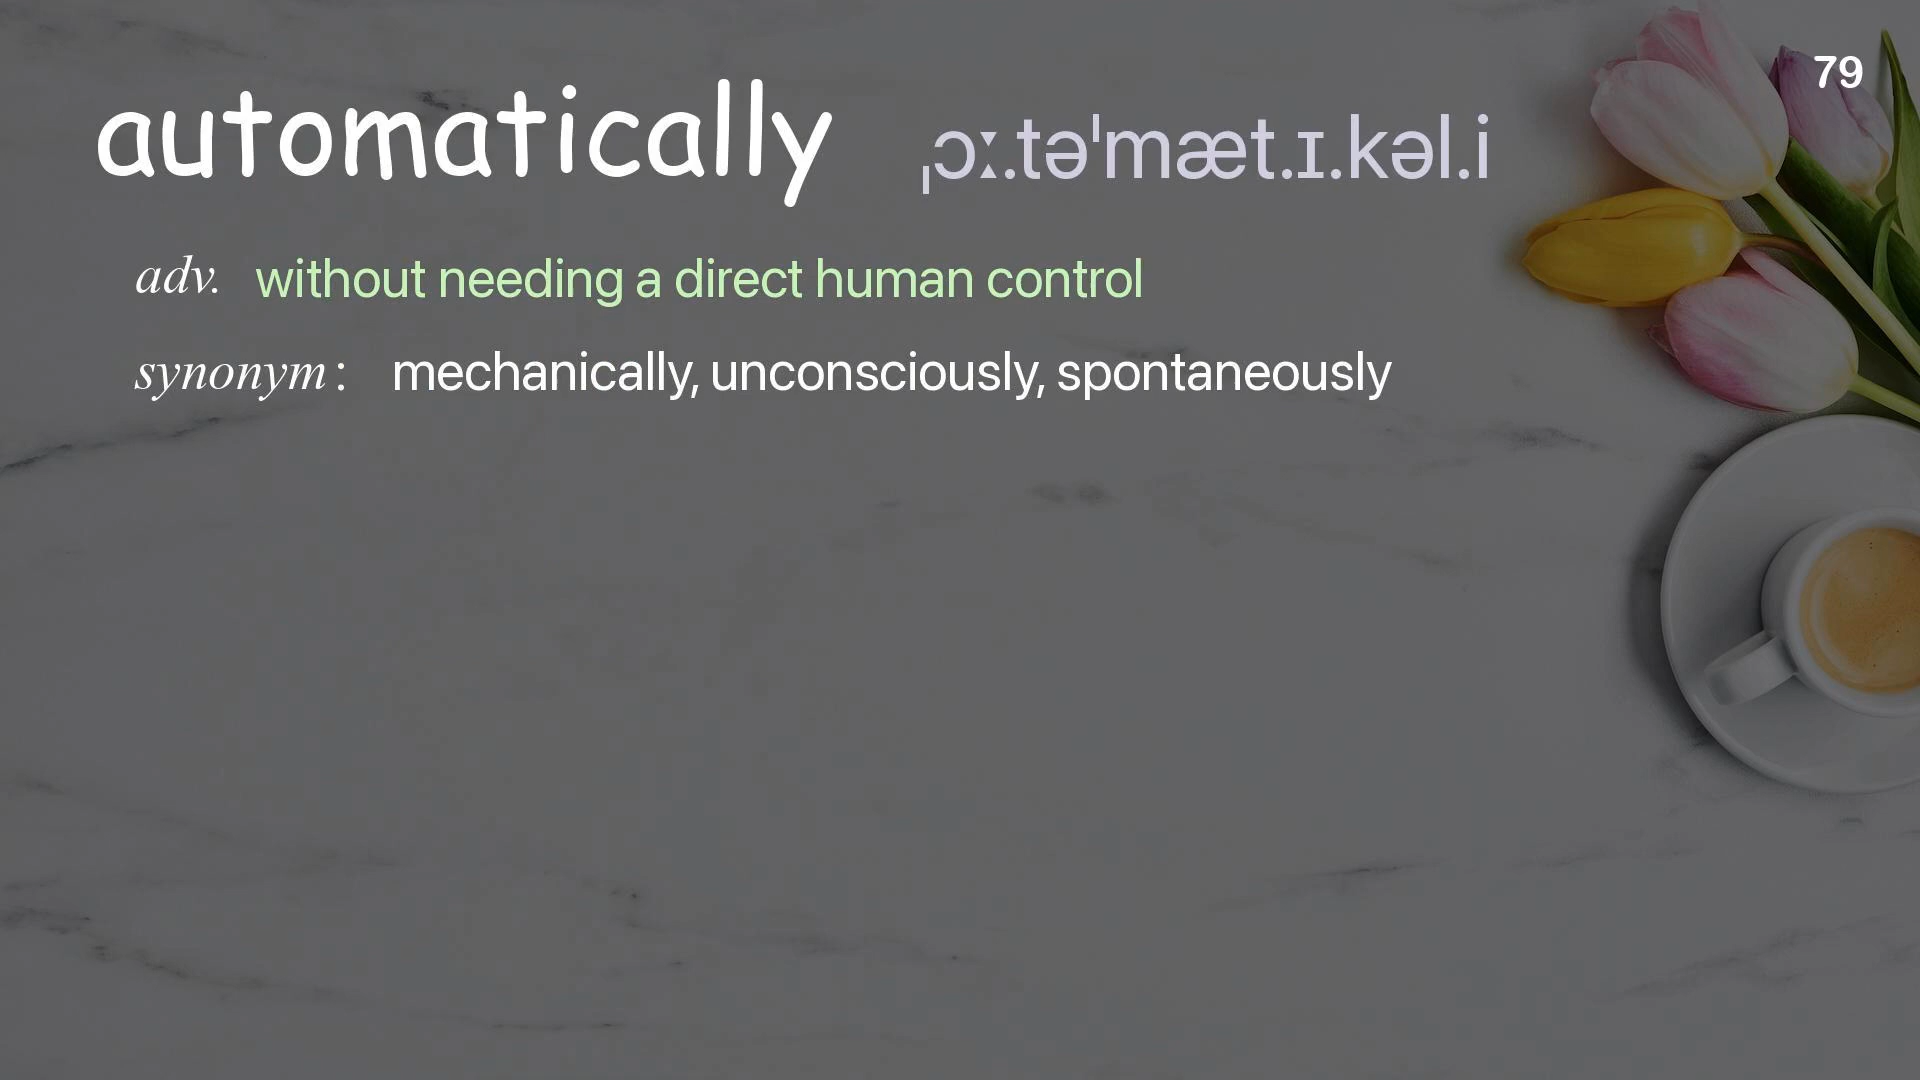 79
automatically ˌɔː.təˈmæt.ɪ.kəl.i
adv. without needing a direct human control
synonym : mechanically, unconsciously, spontaneously